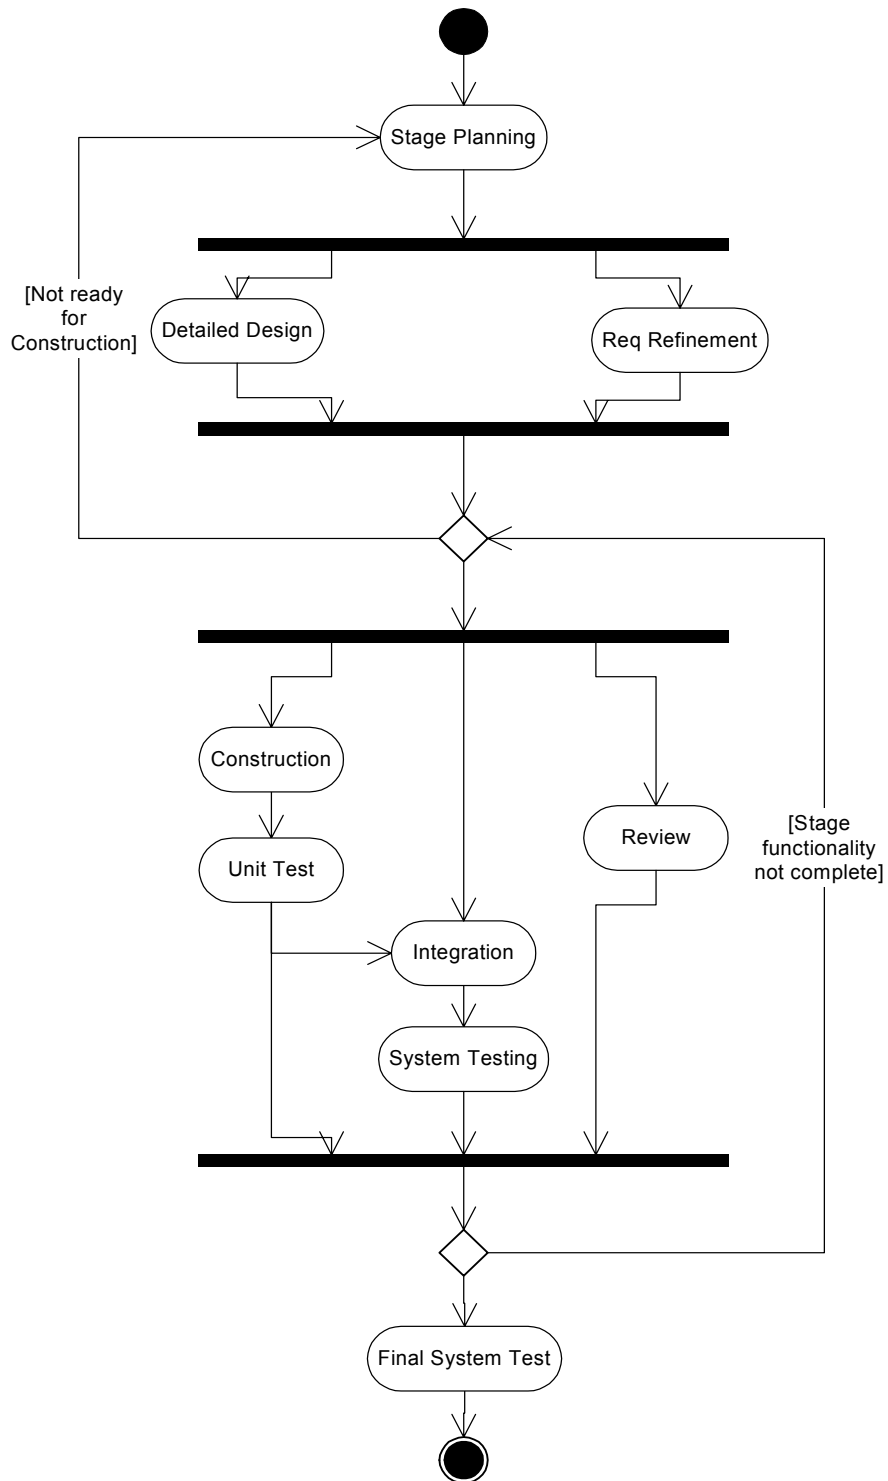 Stage Planning
[Not ready
for
Construction]
Detailed Design
Req Refinement
Construction
Unit Test
Review
[Stage
functionality
not complete]
Integration
System Testing
Final System Test